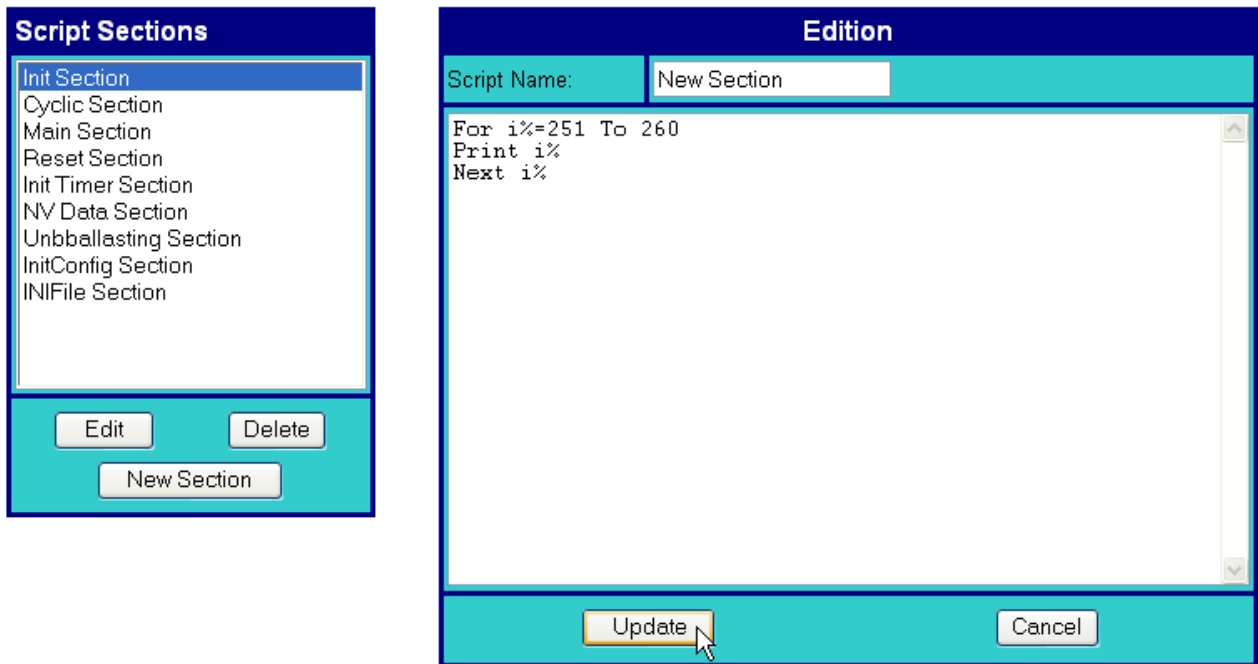 Script Sections
Init Section
Cyclic Section
Main Section
Reset Section
Init Timer Section
NV Data Section
Unbballasting Section
InitConfig Section
INIFile Section
Edit
Delete
New Section
Edition
Script Name:
New Section
For i%=251 To 260
Print i%
Next i%
Update
Cancel